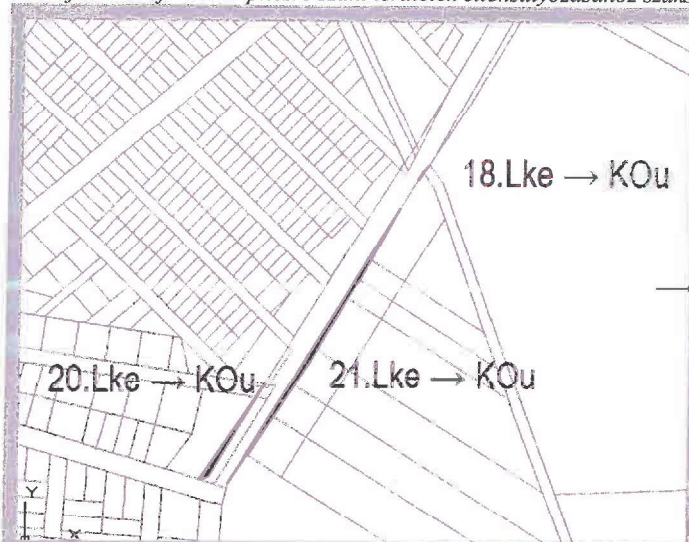 18.Lke → KOu
20.Lke → KOu
21.Lke → KOu
Y
X